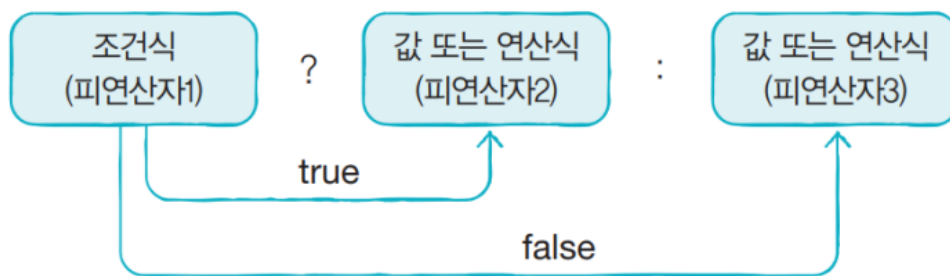 조건식
(피연산자1)
?
값 또는 연산식
(피연산자2)
:
값 또는 연산식
(피연산자3)
true
false